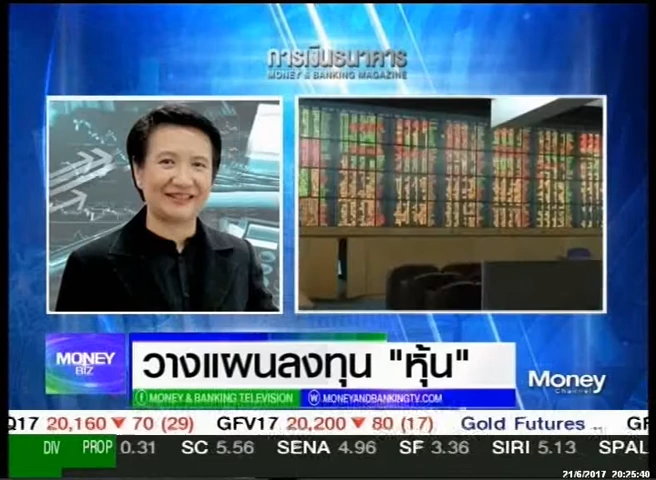 การเงินธนาคาร
MONEY & BANKING MAGAZINE
MONEY
BIZ
วางแผนลงทุน "หุ้น"
MONEY & BANKING TELEVISION
MONEYANDBANKINGTV.COM
Money
Channel
Q17 20,160 ▼ 70 (29) GFV17 20,200 ▼ 80 (17) Gold Futures ..
DIV PROP 0.31 SC 5.56 SENA 4.96 SF 3.36 SIRI 5.13 SPAL
21/6/2017 20:25:40